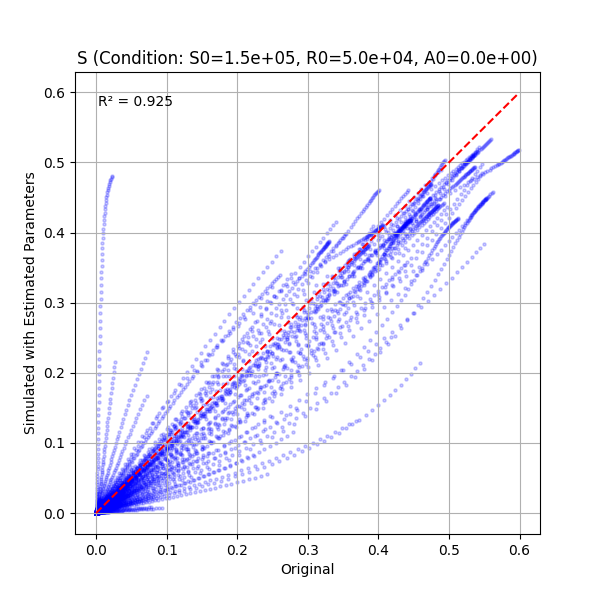 S (Condition: S0=1.5e+05, R0=5.0e+04, A0=0.0e+00)
R² = 0.925
Simulated with Estimated Parameters
0.6
0.5
0.4
0.3
0.2
0.1
0.0
0.0 0.1 0.2 0.3 0.4 0.5 0.6
Original